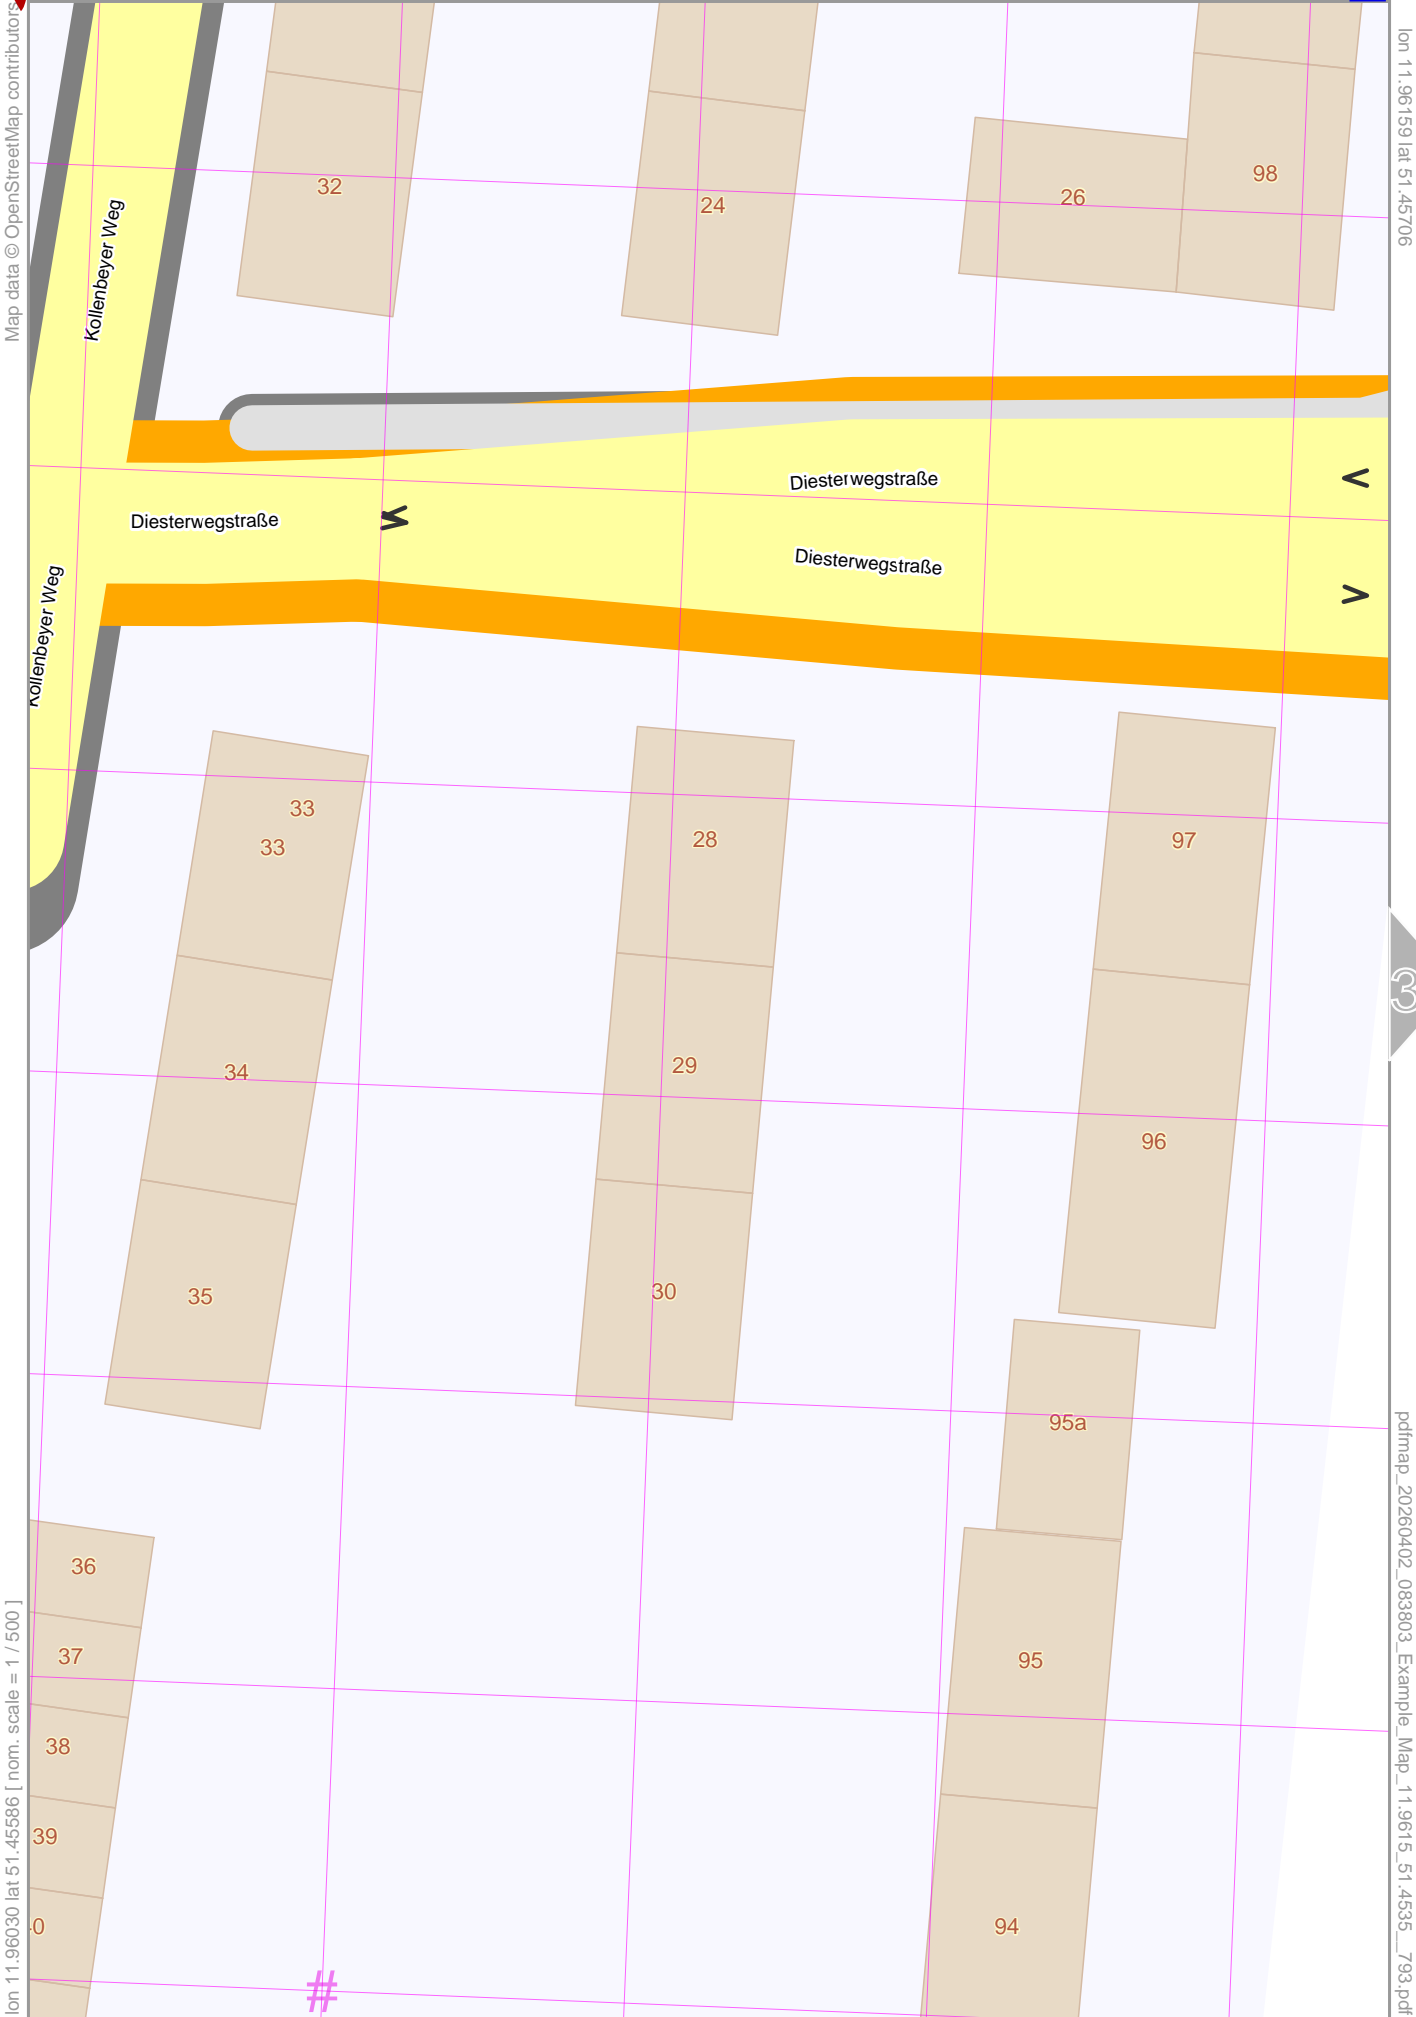 Map data © OpenStreetMap contributors
lon 11.96159 lat 51.45706
32
24
26
98
Kollenbeyer Weg
<
Diesterwegstraße
Diesterwegstraße
<
<
Diesterwegstraße
>
Kollenbeyer Weg
33
33
28
97
3
34
29
96
35
30
95a
36
37
95
38
39
94
#
lon 11.96030 lat 51.45586 [ nom. scale = 1 / 500 ]
pdfmap_20260402_083803_Example_Map_11.9615_51.4535__793.pdf